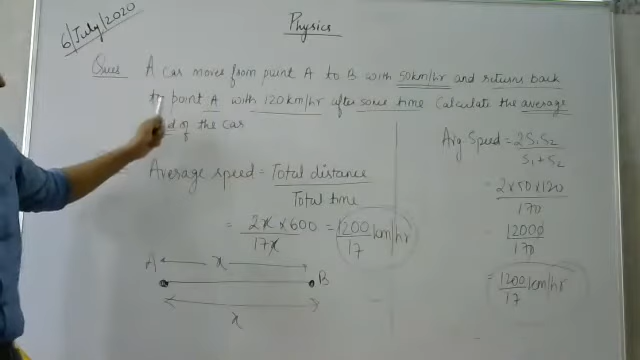 6/July/2020
Physics
Ques A car moves from point A to B with 50km/hr and returns back
to point A with 120km/hr after some time Calculate the average
of the car
Average speed = Total distance
Total time
= 2x × 600 = 1200 km/hr
17x 17
A x B
x
Avg Speed = 2S₁S₂
S₁+S₂
= 2×50×120
170
= 12000
170
= 1200 km/hr
17